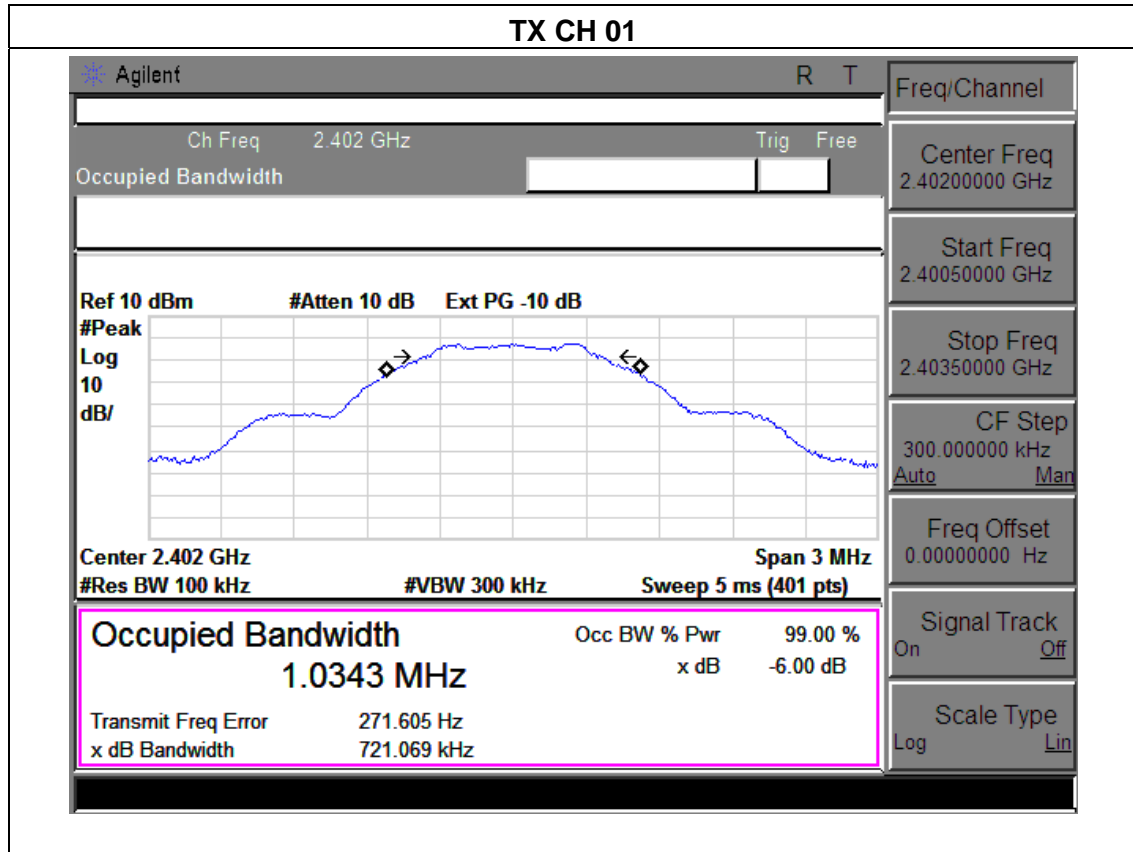 TX CH 01
Agilent R T
Ch Freq 2.402 GHz Trig Free
Occupied Bandwidth
Ref 10 dBm #Atten 10 dB Ext PG -10 dB
#Peak
Log
10
dB/
Center 2.402 GHz Span 3 MHz
#Res BW 100 kHz #VBW 300 kHz Sweep 5 ms (401 pts)
Occupied Bandwidth Occ BW % Pwr 99.00 %
1.0343 MHz x dB -6.00 dB
Transmit Freq Error 271.605 Hz
x dB Bandwidth 721.069 kHz
Freq/Channel
Center Freq
2.40200000 GHz
Start Freq
2.40050000 GHz
Stop Freq
2.40350000 GHz
CF Step
300.000000 kHz
Auto Man
Freq Offset
0.00000000 Hz
Signal Track
On Off
Scale Type
Log Lin